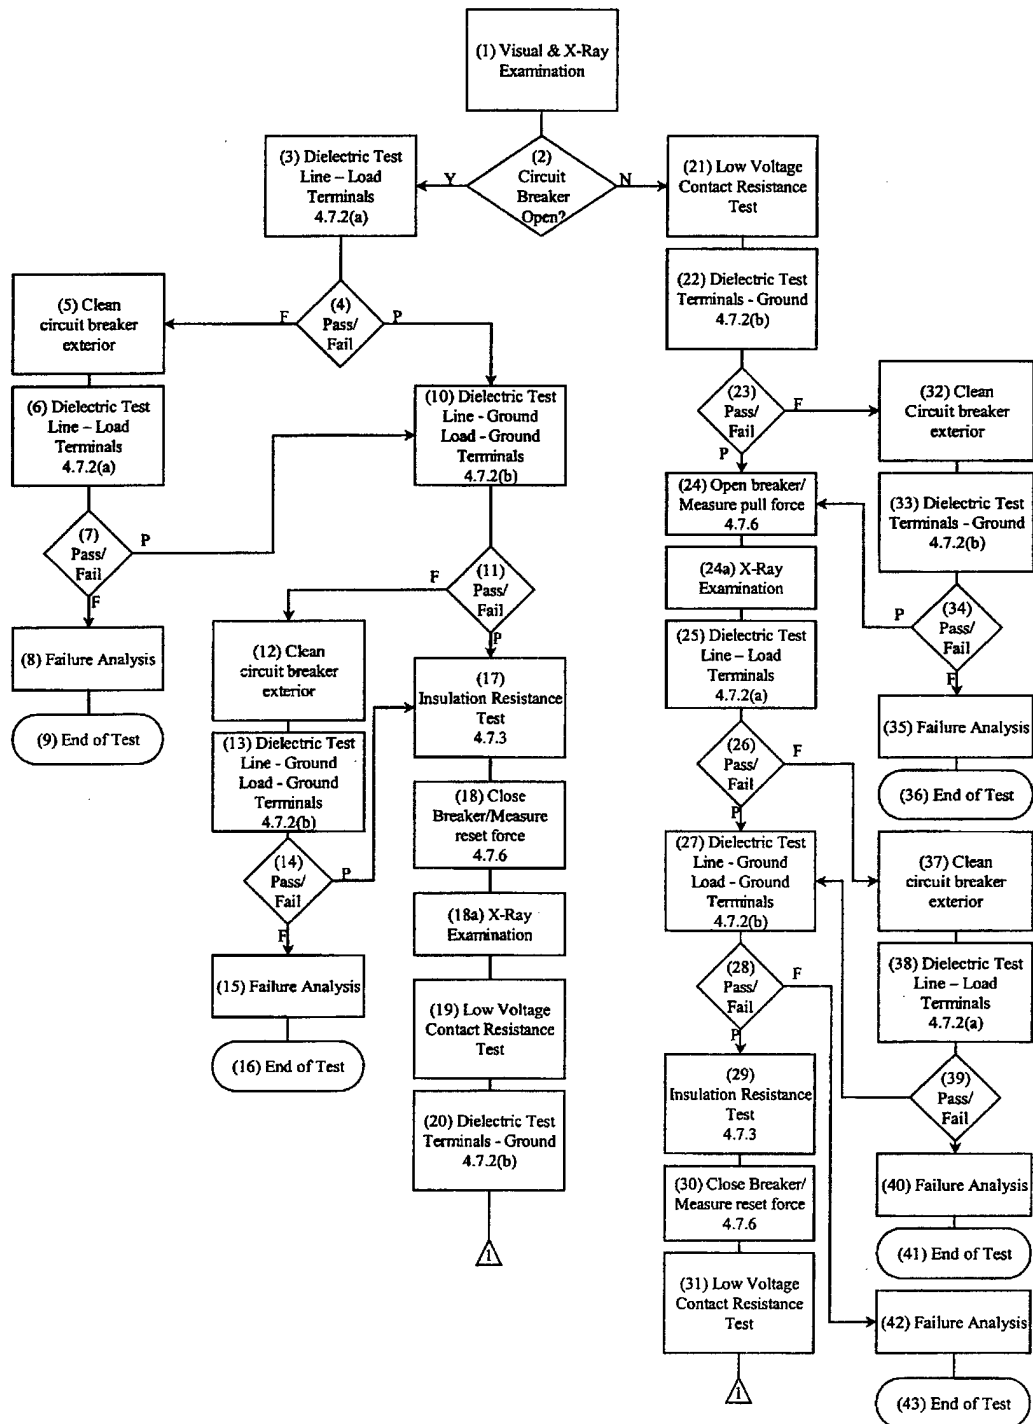 (1) Visual & X-Ray
Examination
(2)
Circuit
Breaker
Open?
Y
N
(3) Dielectric Test
Line – Load
Terminals
4.7.2(a)
(4)
Pass/
Fail
F
P
(5) Clean
circuit breaker
exterior
(6) Dielectric Test
Line – Load
Terminals
4.7.2(a)
(7)
Pass/
Fail
P
F
(8) Failure Analysis
(9) End of Test
(10) Dielectric Test
Line - Ground
Load - Ground
Terminals
4.7.2(b)
(11)
Pass/
Fail
F
P
(12) Clean
circuit breaker
exterior
(13) Dielectric Test
Line - Ground
Load - Ground
Terminals
4.7.2(b)
(14)
Pass/
Fail
P
F
(15) Failure Analysis
(16) End of Test
(17)
Insulation Resistance
Test
4.7.3
(18) Close
Breaker/Measure
reset force
4.7.6
(18a) X-Ray
Examination
(19) Low Voltage
Contact Resistance
Test
(20) Dielectric Test
Terminals - Ground
4.7.2(b)
1
(21) Low Voltage
Contact Resistance
Test
(22) Dielectric Test
Terminals - Ground
4.7.2(b)
(23)
Pass/
Fail
F
P
(24) Open breaker/
Measure pull force
4.7.6
(24a) X-Ray
Examination
(25) Dielectric Test
Line – Load
Terminals
4.7.2(a)
(26)
Pass/
Fail
F
P
(27) Dielectric Test
Line - Ground
Load - Ground
Terminals
4.7.2(b)
(28)
Pass/
Fail
F
P
(29)
Insulation Resistance
Test
4.7.3
(30) Close Breaker/
Measure reset force
4.7.6
(31) Low Voltage
Contact Resistance
Test
1
(32) Clean
Circuit breaker
exterior
(33) Dielectric Test
Terminals - Ground
4.7.2(b)
(34)
Pass/
Fail
P
F
(35) Failure Analysis
(36) End of Test
(37) Clean
circuit breaker
exterior
(38) Dielectric Test
Line – Load
Terminals
4.7.2(a)
(39)
Pass/
Fail
(40) Failure Analysis
(41) End of Test
(42) Failure Analysis
(43) End of Test